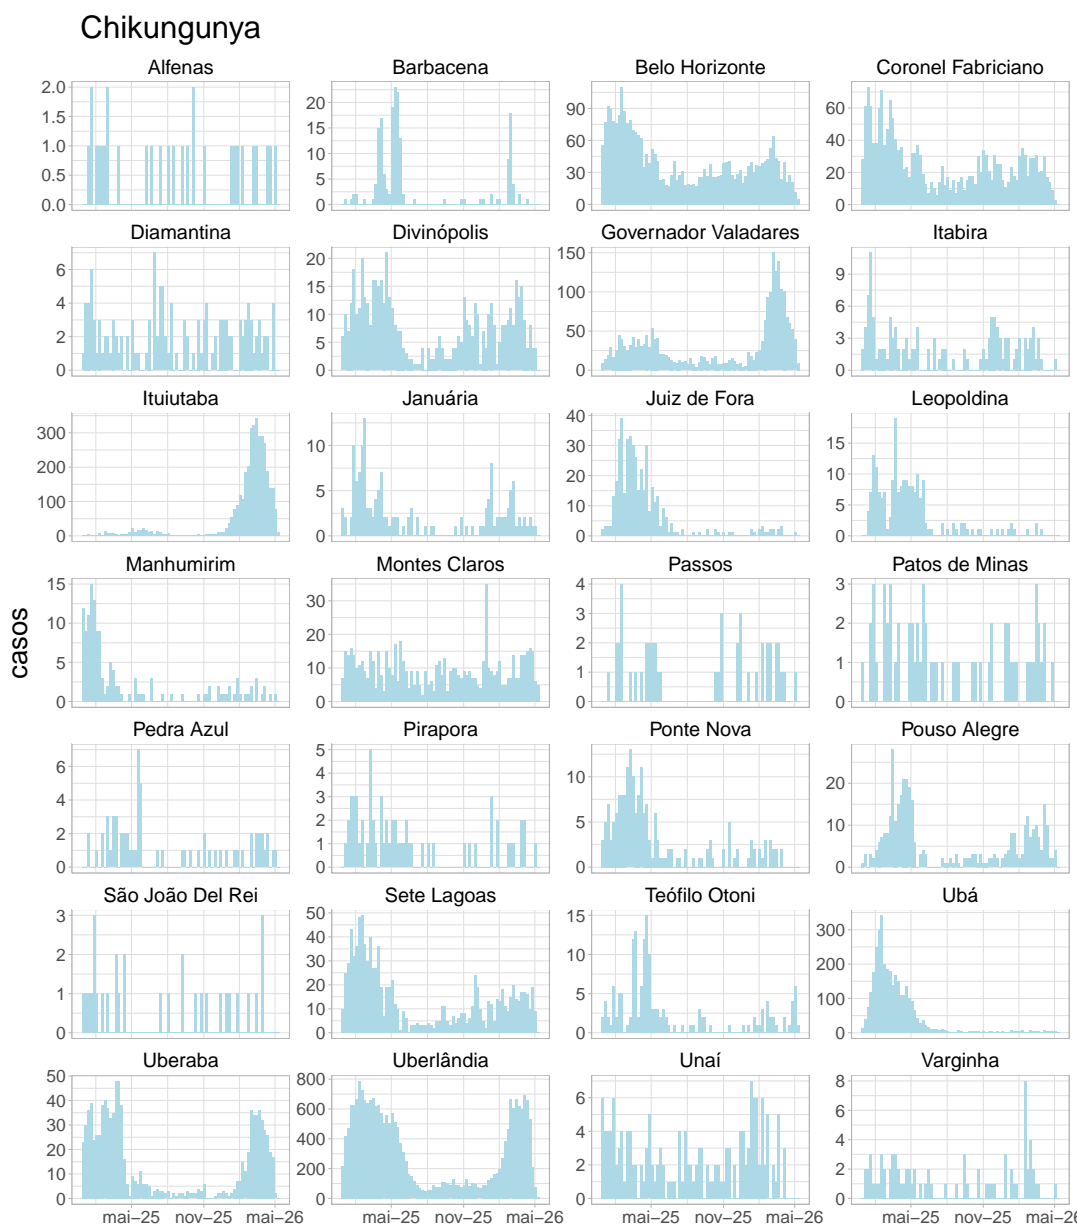 Chikungunya
Alfenas Barbacena Belo Horizonte Coronel Fabriciano
2.0 1.5 1.0 0.5 0.0
20 15 10 5 0
90 60 30 0
60 40 20 0
Diamantina Divinópolis Governador Valadares Itabira
6 4 2 0
20 15 10 5 0
150 100 50 0
9 6 3 0
Ituiutaba Januária Juiz de Fora Leopoldina
300 200 100 0
10 5 0
40 30 20 10 0
15 10 5 0
Manhumirim Montes Claros Passos Patos de Minas
15 10 5 0
30 20 10 0
4 3 2 1 0
3 2 1 0
casos
Pedra Azul Pirapora Ponte Nova Pouso Alegre
6 4 2 0
5 4 3 2 1 0
10 5 0
20 10 0
São João Del Rei Sete Lagoas Teófilo Otoni Ubá
3 2 1 0
50 40 30 20 10 0
15 10 5 0
300 200 100 0
Uberaba Uberlândia Unaí Varginha
50 40 30 20 10 0
800 600 400 200 0
6 4 2 0
8 6 4 2 0
mai–25 nov–25 mai–26 mai–25 nov–25 mai–26 mai–25 nov–25 mai–26 mai–25 nov–25 mai–26